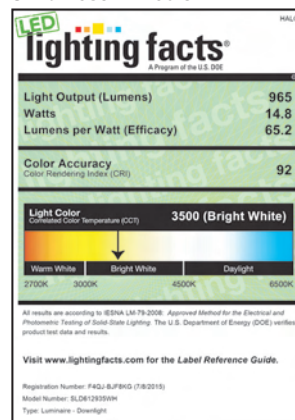 HALO
LED
lighting facts®
A Program of the U.S. DOE
Light Output (Lumens) 965
Watts 14.8
Lumens per Watt (Efficacy) 65.2
Color Accuracy 92
Color Rendering Index (CRI)
Light Color
Correlated Color Temperature (CCT) 3500 (Bright White)
Warm White Bright White Daylight
2700K 3000K 4500K 6500K
All results are according to IESNA LM-79-2008: Approved Method for the Electrical and
Photometric Testing of Solid-State Lighting. The U.S. Department of Energy (DOE) verifies
product test data and results.
Visit www.lightingfacts.com for the Label Reference Guide.
Registration Number: F4QJ-BJF8KG (7/8/2015)
Model Number: SLD612935WH
Type: Luminaire - Downlight